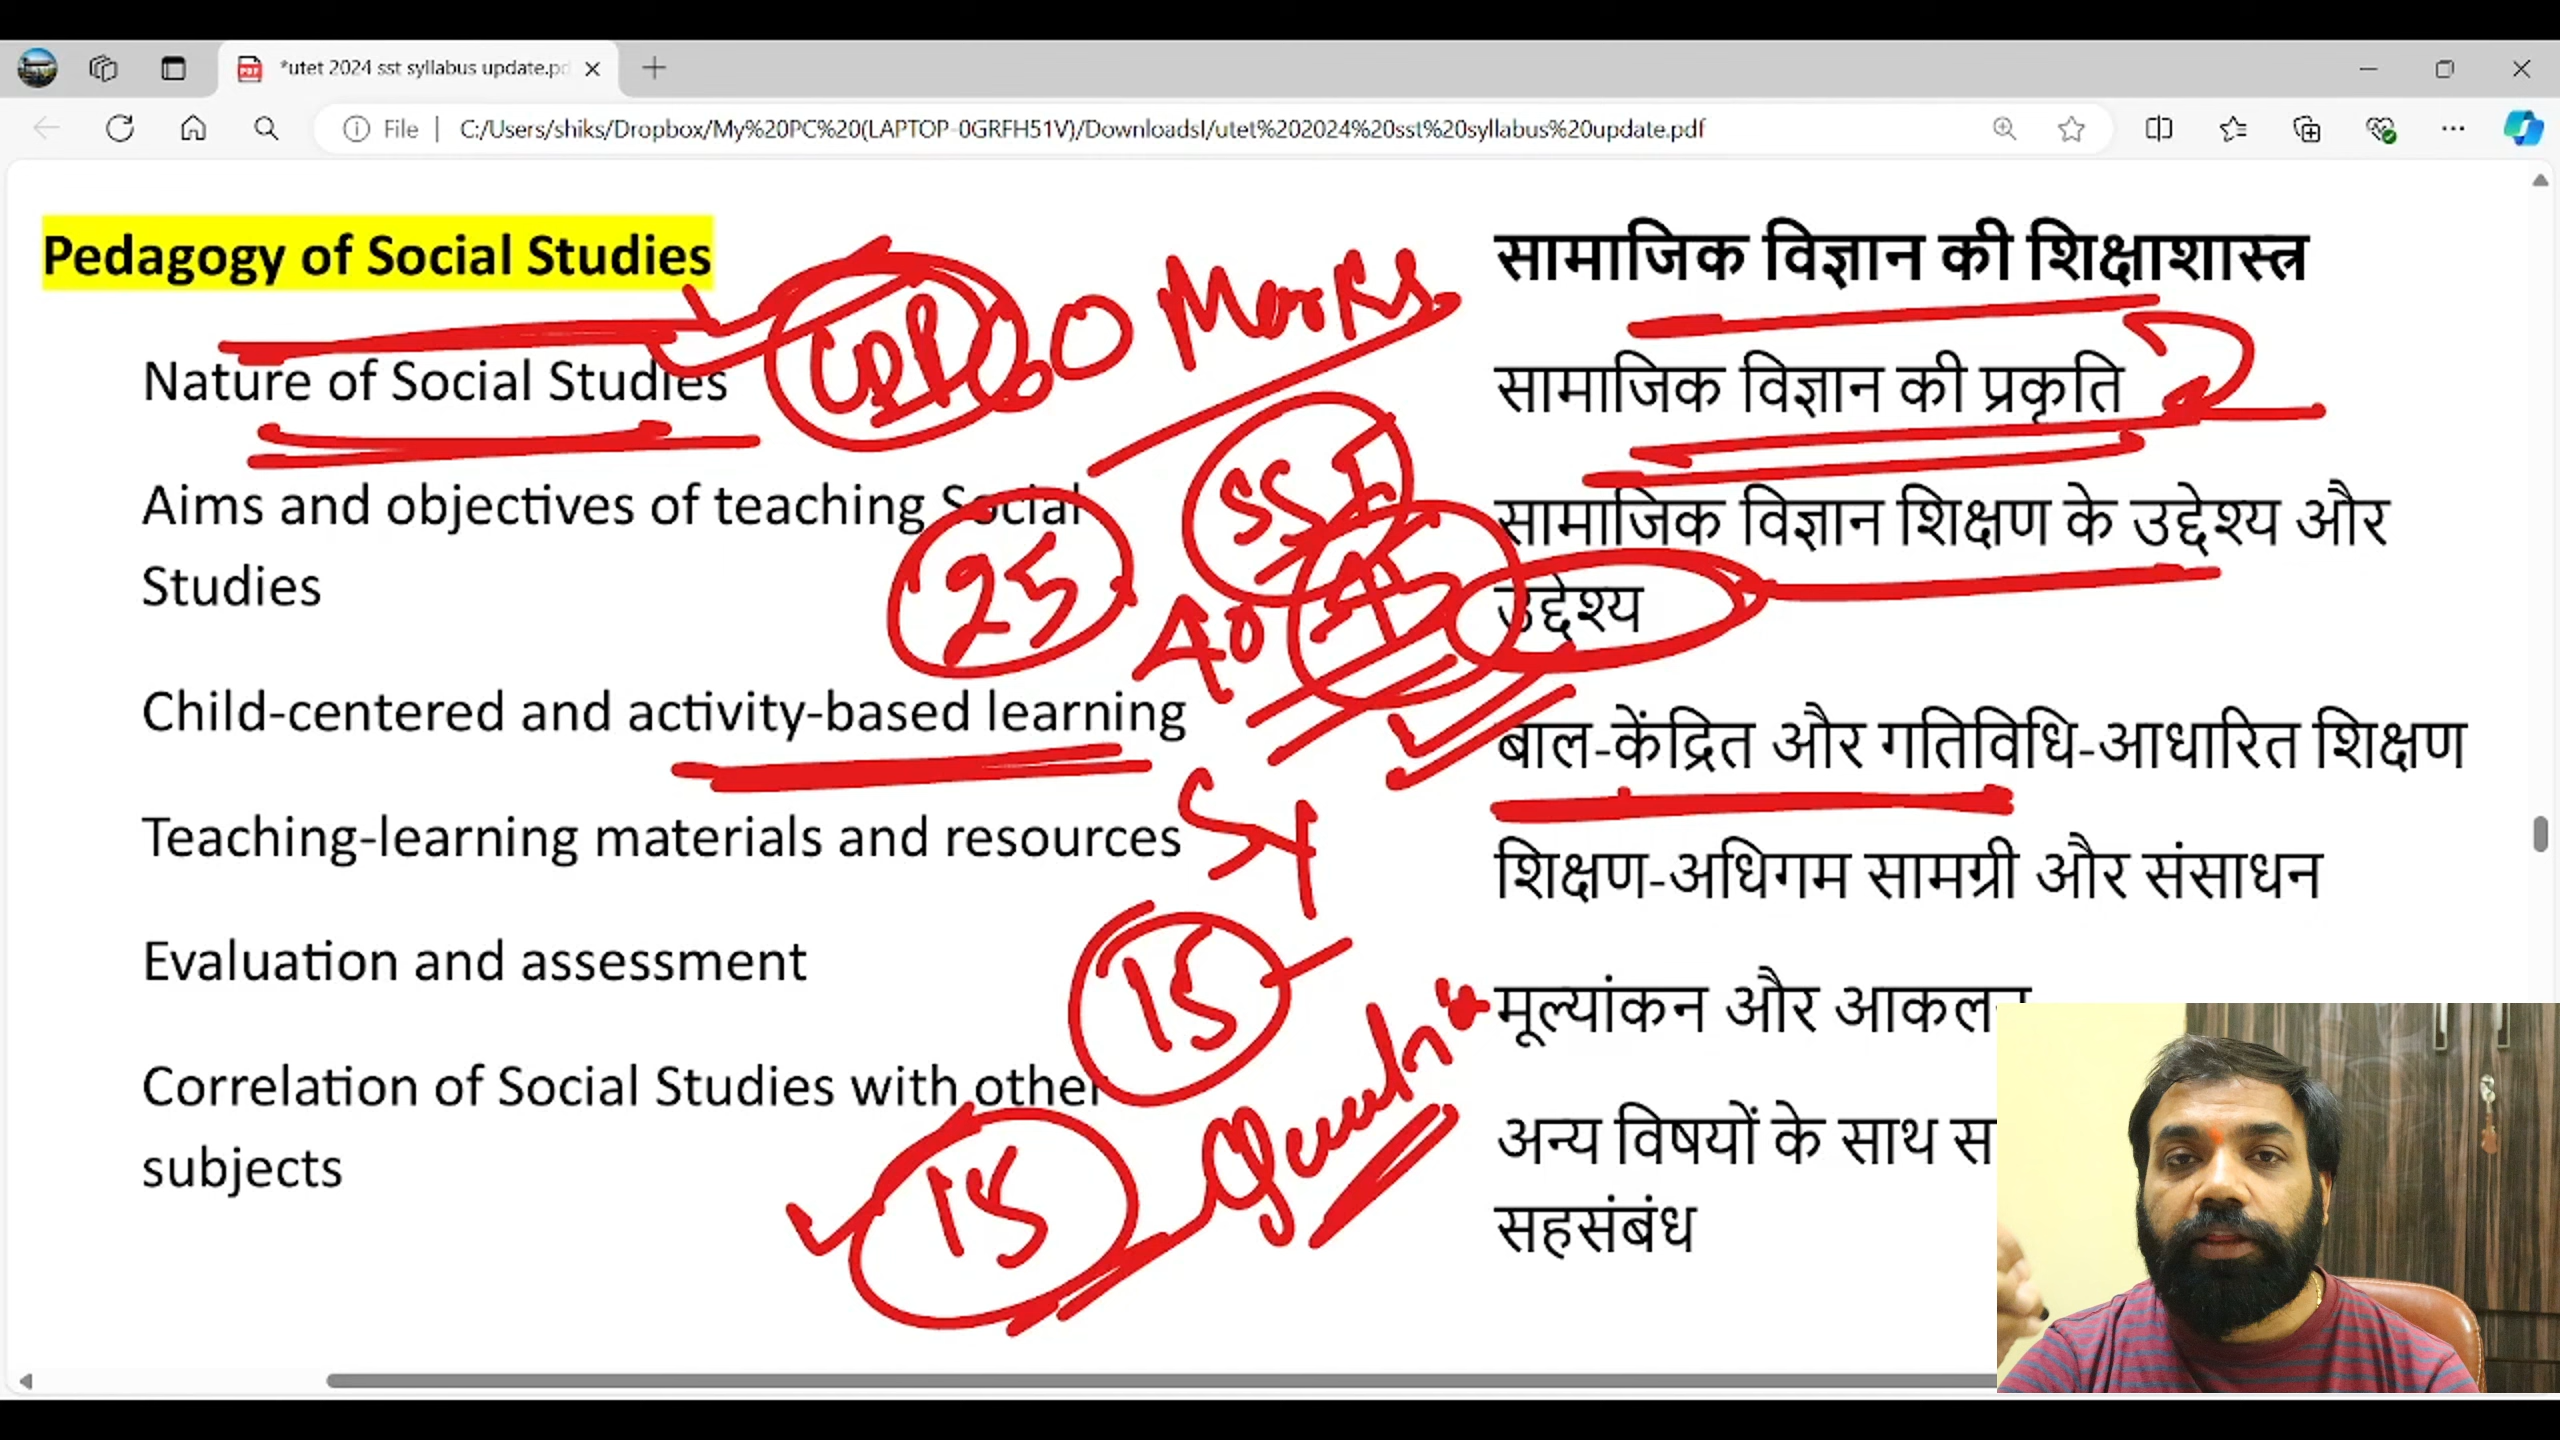 *utet 2024 sst syllabus update.pd
File
C:/Users/shiks/Dropbox/My%20PC%20(LAPTOP-0GRFH51V)/DownloadsI/utet%202024%20sst%20syllabus%20update.pdf
Pedagogy of Social Studies
Nature of Social Studies
Aims and objectives of teaching Social
Studies
Child-centered and activity-based learning
Teaching-learning materials and resources
Evaluation and assessment
Correlation of Social Studies with other
subjects
सामाजिक विज्ञान की शिक्षाशास्त्र
सामाजिक विज्ञान की प्रकृति
सामाजिक विज्ञान शिक्षण के उद्देश्य और
उद्देश्य
बाल-केंद्रित और गतिविधि-आधारित शिक्षण
शिक्षण-अधिगम सामग्री और संसाधन
मूल्यांकन और आकलन
अन्य विषयों के साथ
सहसंबंध
60 Marks
25
40
15
15